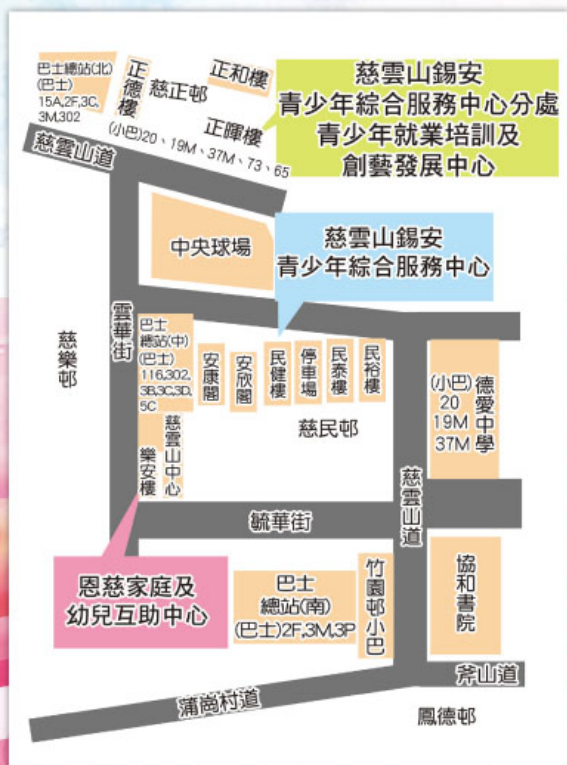 巴士總站(北)
(巴士)
15A,2F,3C,
3M,302
正德樓
慈正邨
正和樓
正暉樓
(小巴)20、19M、37M、73、65
慈雲山錫安
青少年綜合服務中心分處
青少年就業培訓及
創藝發展中心
慈雲山道
中央球場
慈雲山錫安
青少年綜合服務中心
慈樂邨
雲華街
巴士
總站(中)
(巴士)
116,302,
3B,3C,3D,
5C
安康閣
安欣閣
民健樓
停車場
民泰樓
民裕樓
慈民邨
(小巴)
20
19M
37M
德愛中學
慈雲山中心
樂安樓
慈雲山道
毓華街
恩慈家庭及
幼兒互助中心
巴士
總站(南)
(巴士)2F,3M,3P
竹園邨小巴
協和書院
斧山道
蒲崗村道
鳳德邨